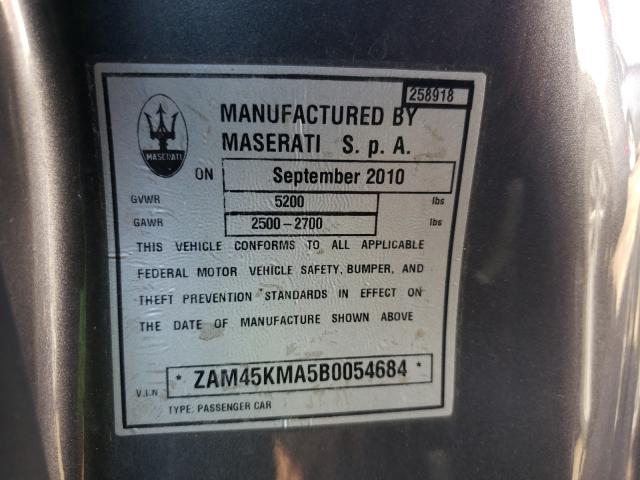 258918
MASERATI
MANUFACTURED BY
MASERATI S. p. A.
ON September 2010
GVWR 5200 lbs
GAWR 2500-2700 lbs
THIS VEHICLE CONFORMS TO ALL APPLICABLE
FEDERAL MOTOR VEHICLE SAFETY, BUMPER, AND
THEFT PREVENTION STANDARDS IN EFFECT ON
THE DATE OF MANUFACTURE SHOWN ABOVE
V.I.N * ZAM45KMA5B0054684 *
TYPE: PASSENGER CAR